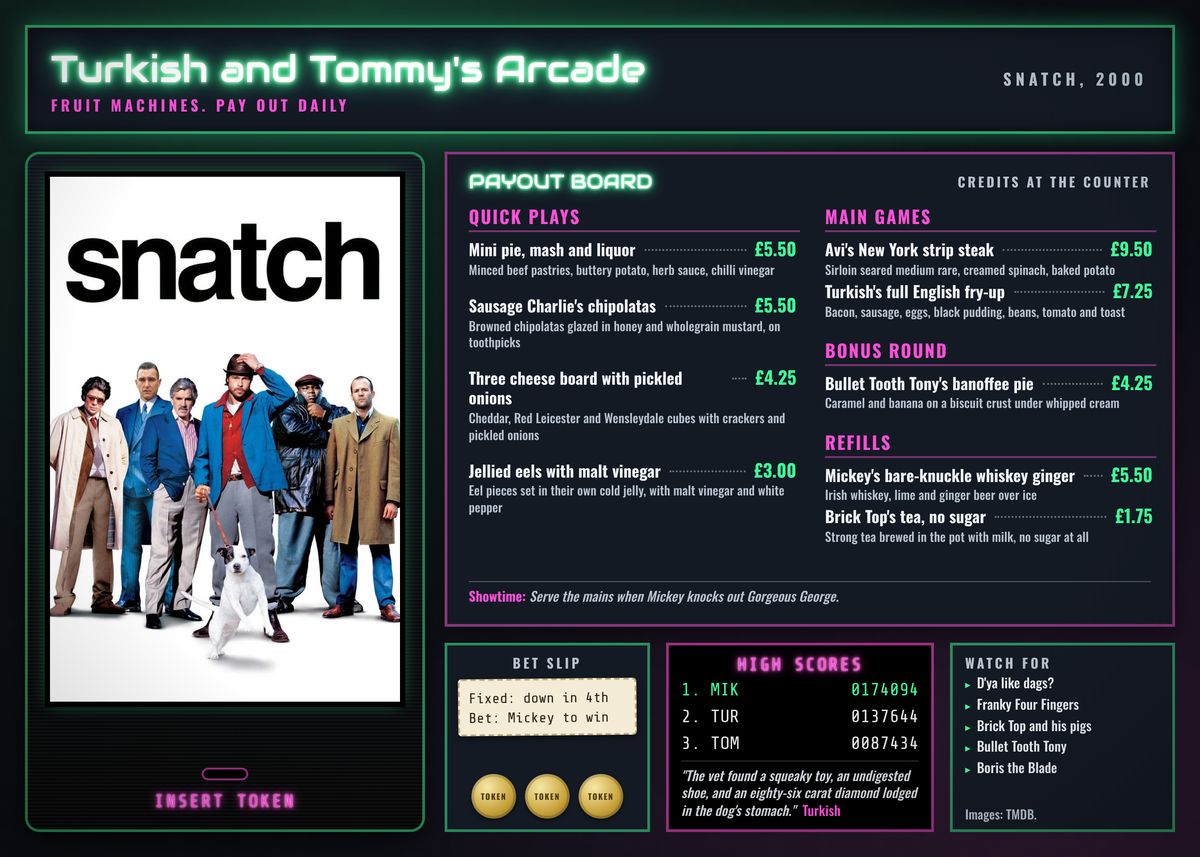 Turkish and Tommy's Arcade
FRUIT MACHINES. PAY OUT DAILY
SNATCH, 2000
snatch
INSERT TOKEN
PAYOUT BOARD
CREDITS AT THE COUNTER
QUICK PLAYS
Mini pie, mash and liquor £5.50
Minced beef pastries, buttery potato, herb sauce, chilli vinegar
Sausage Charlie's chipolatas £5.50
Browned chipolatas glazed in honey and wholegrain mustard, on
toothpicks
Three cheese board with pickled £4.25
onions
Cheddar, Red Leicester and Wensleydale cubes with crackers and
pickled onions
Jellied eels with malt vinegar £3.00
Eel pieces set in their own cold jelly, with malt vinegar and white
pepper
MAIN GAMES
Avi's New York strip steak £9.50
Sirloin seared medium rare, creamed spinach, baked potato
Turkish's full English fry-up £7.25
Bacon, sausage, eggs, black pudding, beans, tomato and toast
BONUS ROUND
Bullet Tooth Tony's banoffee pie £4.25
Caramel and banana on a biscuit crust under whipped cream
REFILLS
Mickey's bare-knuckle whiskey ginger £5.50
Irish whiskey, lime and ginger beer over ice
Brick Top's tea, no sugar £1.75
Strong tea brewed in the pot with milk, no sugar at all
Showtime: Serve the mains when Mickey knocks out Gorgeous George.
BET SLIP
Fixed: down in 4th
Bet: Mickey to win
TOKEN TOKEN TOKEN
HIGH SCORES
1. MIK 0174094
2. TUR 0137644
3. TOM 0087434
"The vet found a squeaky toy, an undigested
shoe, and an eighty-six carat diamond lodged
in the dog's stomach." Turkish
WATCH FOR
▸ D'ya like dags?
▸ Franky Four Fingers
▸ Brick Top and his pigs
▸ Bullet Tooth Tony
▸ Boris the Blade
Images: TMDB.